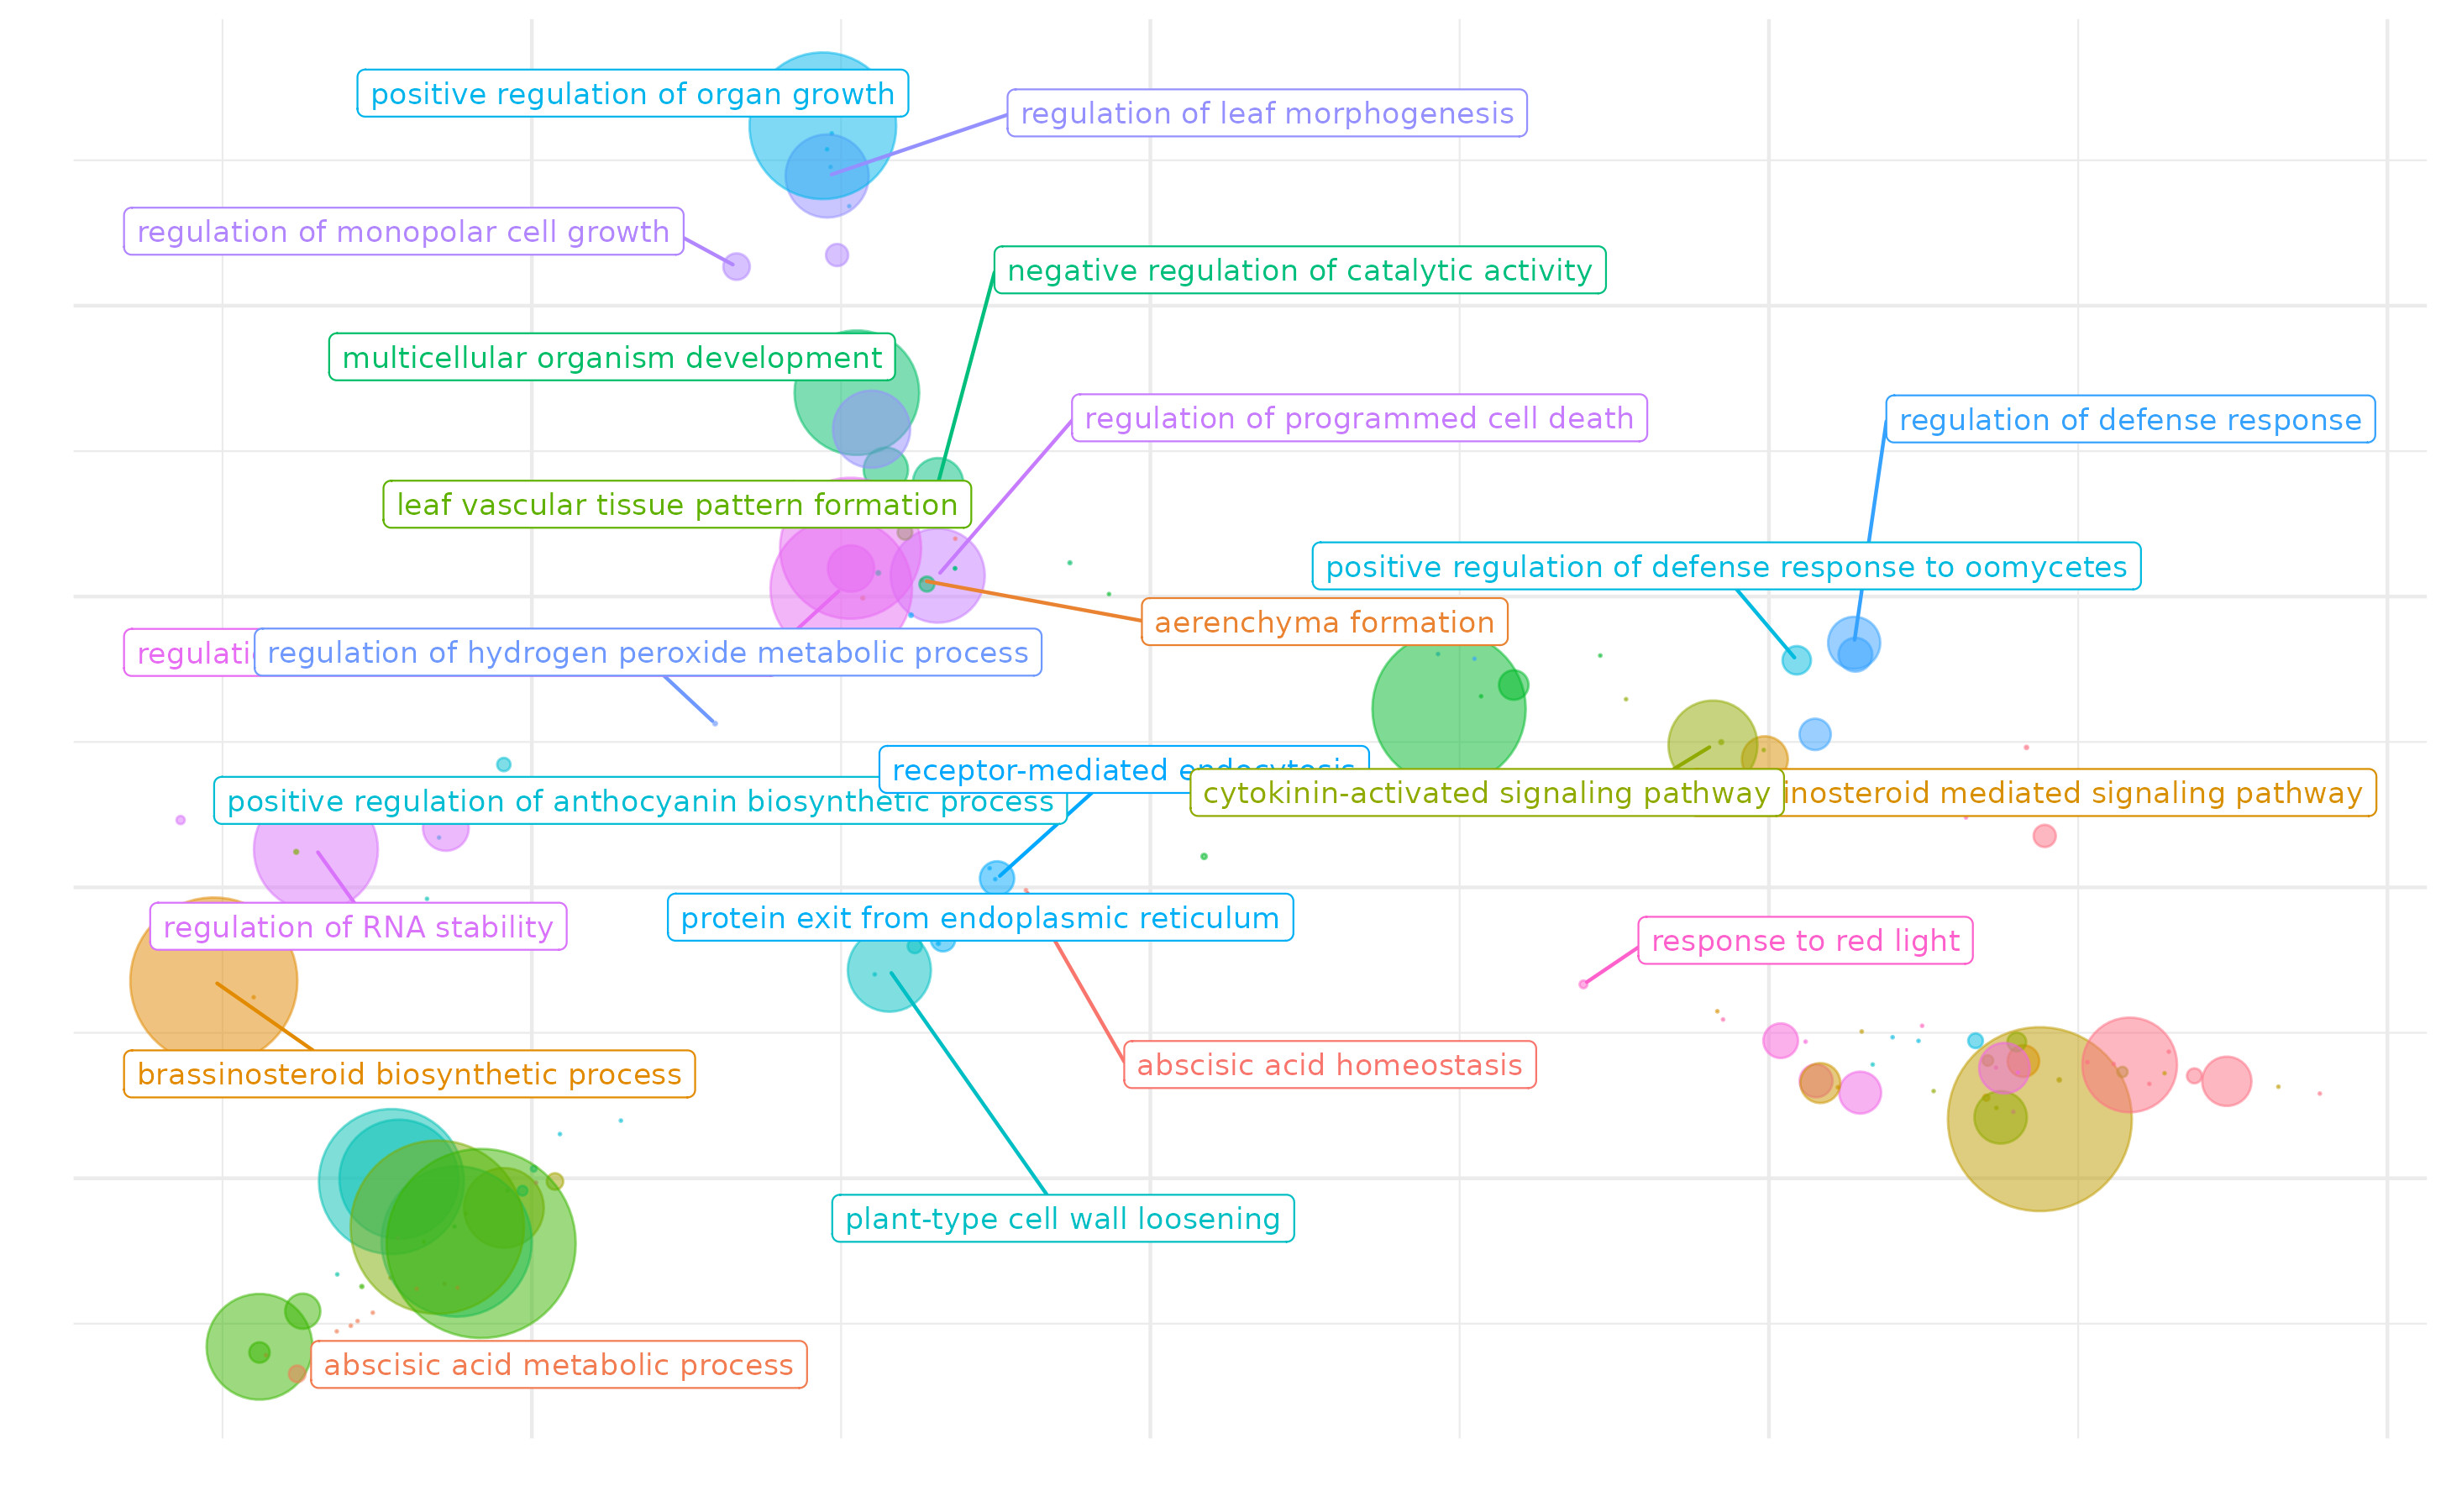 positive regulation of organ growth
regulation of leaf morphogenesis
regulation of monopolar cell growth
negative regulation of catalytic activity
multicellular organism development
regulation of programmed cell death
regulation of defense response
leaf vascular tissue pattern formation
positive regulation of defense response to oomycetes
aerenchyma formation
regulation of hydrogen peroxide metabolic process
receptor-mediated endocytosis
positive regulation of anthocyanin biosynthetic process
cytokinin-activated signaling pathway
mediated signaling pathway
regulation of RNA stability
protein exit from endoplasmic reticulum
response to red light
abscisic acid homeostasis
brassinosteroid biosynthetic process
plant-type cell wall loosening
abscisic acid metabolic process